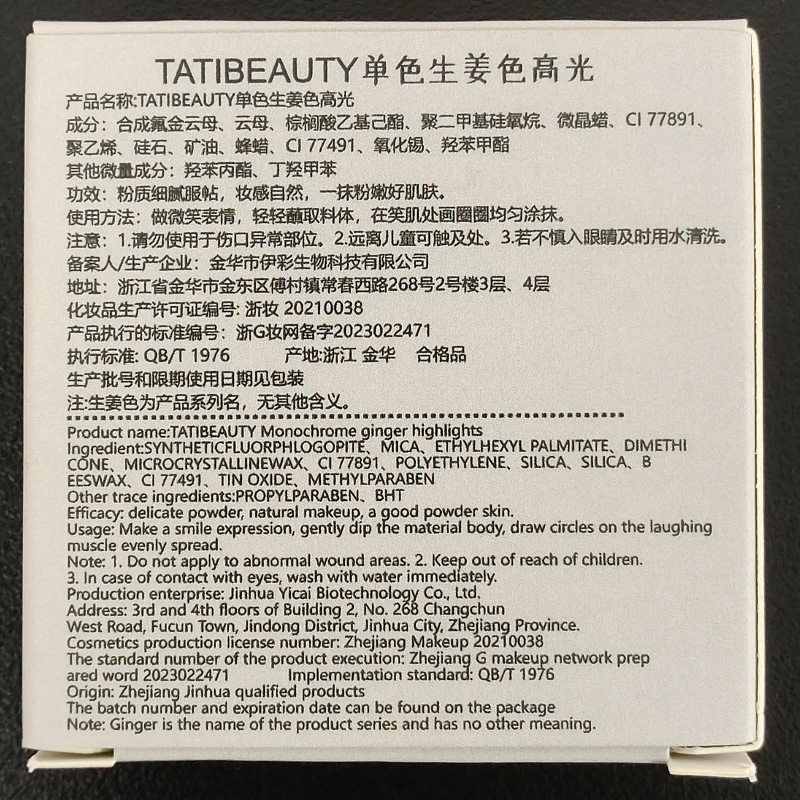 TATIBEAUTY单色生姜色高光
产品名称:TATIBEAUTY单色生姜色高光
成分：合成氟金云母、云母、棕榈酸乙基己酯、聚二甲基硅氧烷、微晶蜡、CI 77891、
聚乙烯、硅石、矿油、蜂蜡、CI 77491、氧化锡、羟苯甲酯
其他微量成分：羟苯丙酯、丁羟甲苯
功效：粉质细腻服帖，妆感自然，一抹粉嫩好肌肤。
使用方法：做微笑表情，轻轻蘸取料体，在笑肌处画圈圈均匀涂抹。
注意：1.请勿使用于伤口异常部位。2.远离儿童可触及处。3.若不慎入眼睛及时用水清洗。
备案人/生产企业：金华市伊彩生物科技有限公司
地址：浙江省金华市金东区傅村镇常春西路268号2号楼3层、4层
化妆品生产许可证编号: 浙妆 20210038
产品执行的标准编号：浙G妆网备字2023022471
执行标准: QB/T 1976 产地:浙江 金华 合格品
生产批号和限期使用日期见包装
注:生姜色为产品系列名，无其他含义。
Product name:TATIBEAUTY Monochrome ginger highlights
Ingredient:SYNTHETICFLUORPHLOGOPITE、MICA、ETHYLHEXYL PALMITATE、DIMETHI
CONE、MICROCRYSTALLINEWAX、CI 77891、POLYETHYLENE、SILICA、SILICA、B
EESWAX、CI 77491、TIN OXIDE、METHYLPARABEN
Other trace ingredients:PROPYLPARABEN、BHT
Efficacy: delicate powder, natural makeup, a good powder skin.
Usage: Make a smile expression, gently dip the material body, draw circles on the laughing
muscle evenly spread.
Note: 1. Do not apply to abnormal wound areas. 2. Keep out of reach of children.
3. In case of contact with eyes, wash with water immediately.
Production enterprise: Jinhua Yicai Biotechnology Co., Ltd.
Address: 3rd and 4th floors of Building 2, No. 268 Changchun
West Road, Fucun Town, Jindong District, Jinhua City, Zhejiang Province.
Cosmetics production license number: Zhejiang Makeup 20210038
The standard number of the product execution: Zhejiang G makeup network prep
ared word 2023022471 Implementation standard: QB/T 1976
Origin: Zhejiang Jinhua qualified products
The batch number and expiration date can be found on the package
Note: Ginger is the name of the product series and has no other meaning.